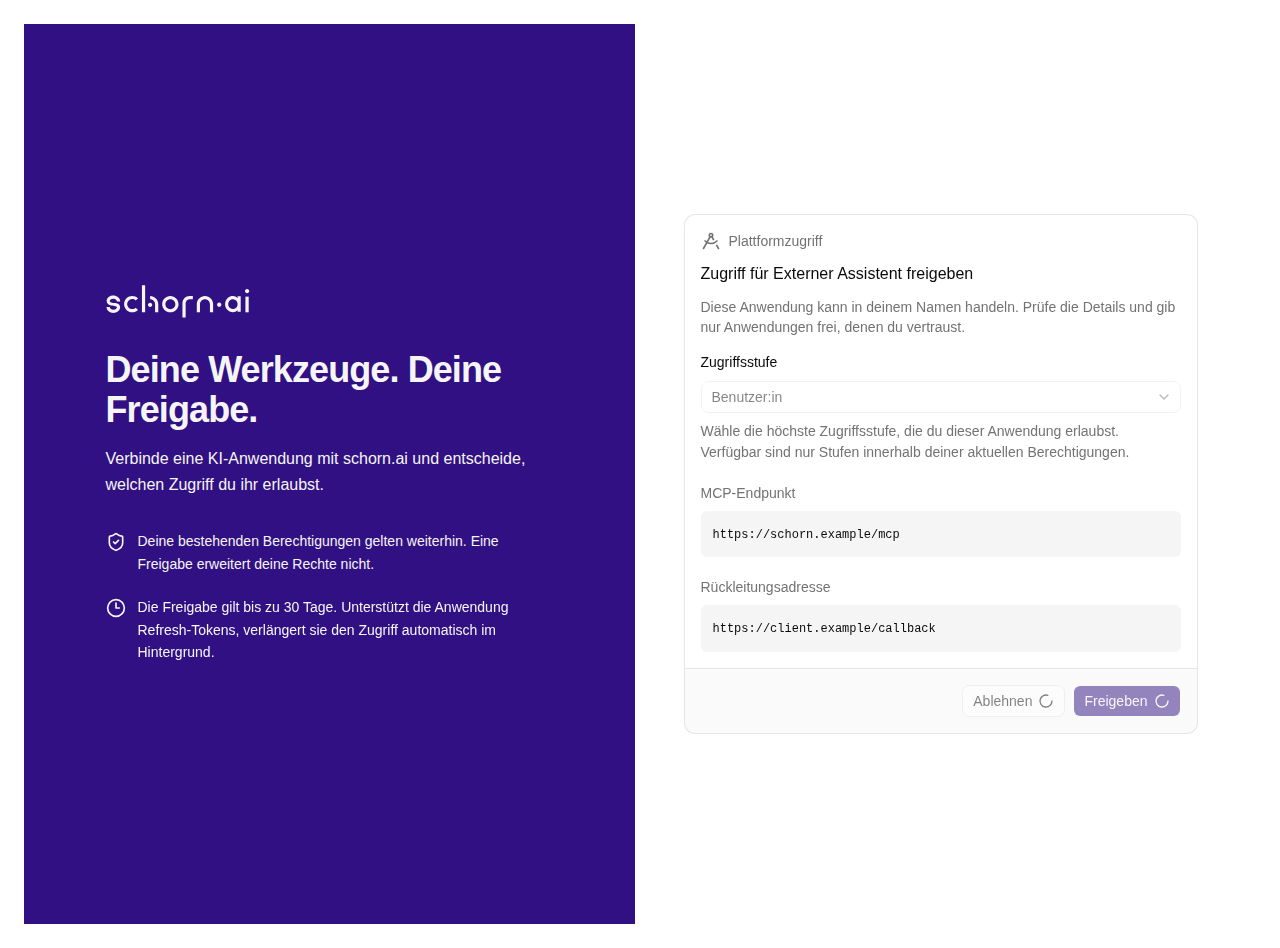 schorn.ai
Deine Werkzeuge. Deine
Freigabe.
Verbinde eine KI-Anwendung mit schorn.ai und entscheide,
welchen Zugriff du ihr erlaubst.
Deine bestehenden Berechtigungen gelten weiterhin. Eine
Freigabe erweitert deine Rechte nicht.
Die Freigabe gilt bis zu 30 Tage. Unterstützt die Anwendung
Refresh-Tokens, verlängert sie den Zugriff automatisch im
Hintergrund.
Plattformzugriff
Zugriff für Externer Assistent freigeben
Diese Anwendung kann in deinem Namen handeln. Prüfe die Details und gib
nur Anwendungen frei, denen du vertraust.
Zugriffsstufe
Benutzer:in
Wähle die höchste Zugriffsstufe, die du dieser Anwendung erlaubst.
Verfügbar sind nur Stufen innerhalb deiner aktuellen Berechtigungen.
MCP-Endpunkt
https://schorn.example/mcp
Rückleitungsadresse
https://client.example/callback
Ablehnen
Freigeben